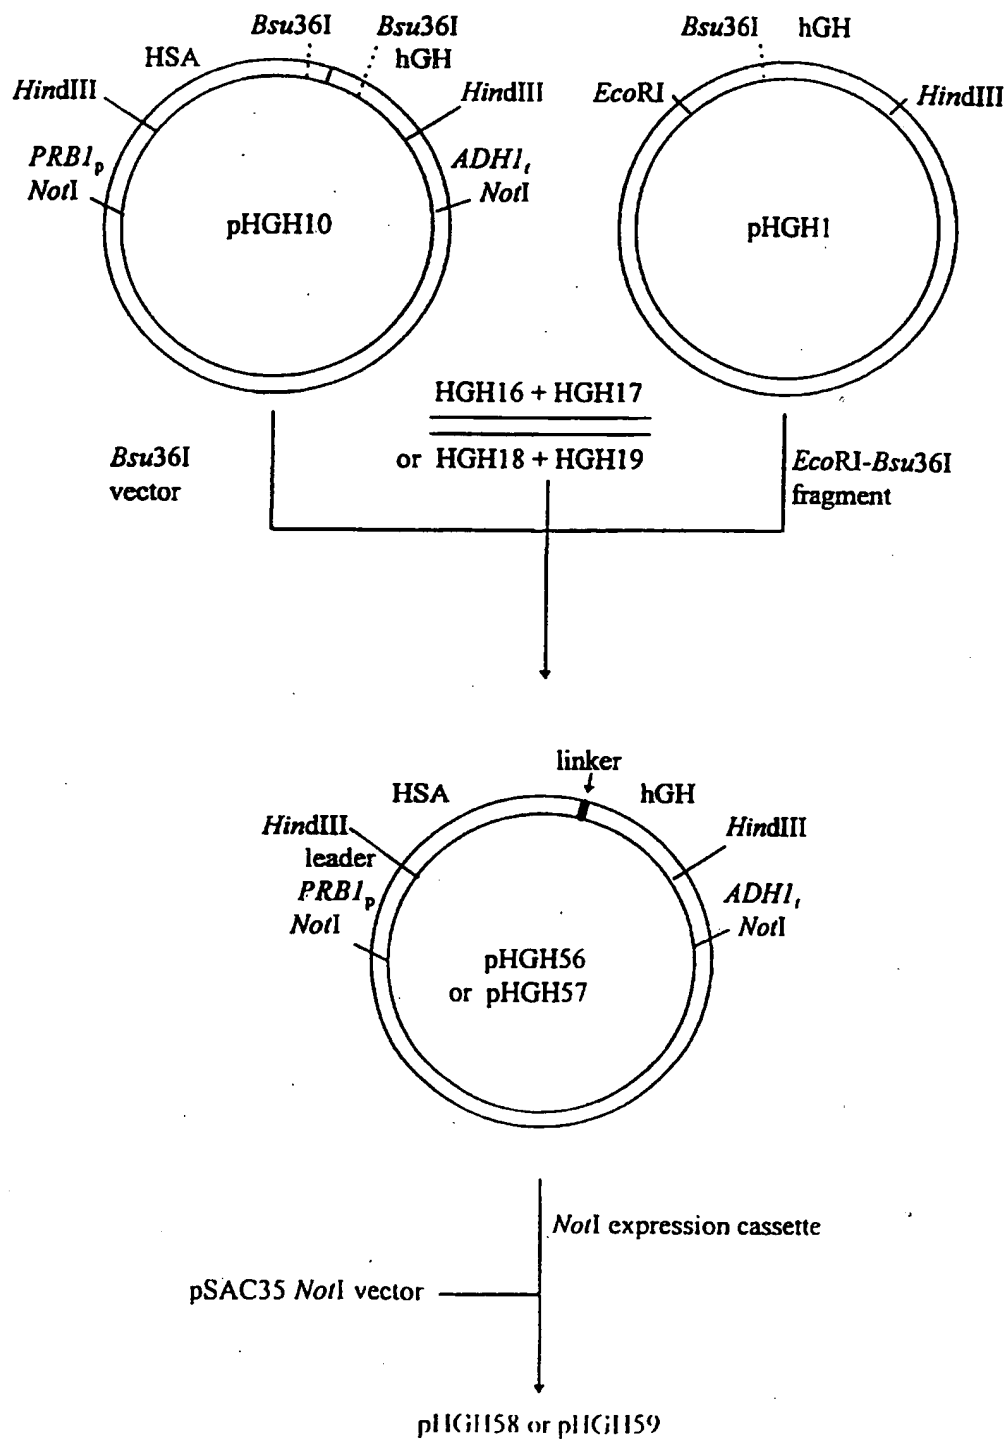 Bsu36I
Bsu36I
HSA
hGH
HindIII
HindIII
PRB1p
ADH1t
NotI
NotI
pHGH10
Bsu36I
hGH
EcoRI
HindIII
pHGH1
HGH16 + HGH17
or HGH18 + HGH19
Bsu36I
vector
EcoRI-Bsu36I
fragment
linker
HSA
hGH
HindIII
HindIII
leader
PRB1p
ADH1t
NotI
NotI
pHGH56
or pHGH57
NotI expression cassette
pSAC35 NotI vector
pHGH58 or pHGH59